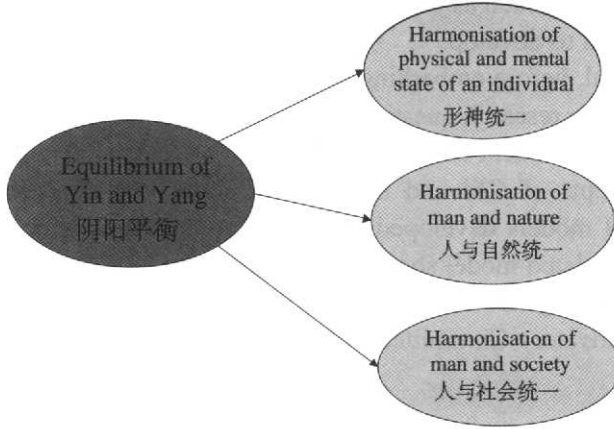 Equilibrium of
Yin and Yang
阴阳平衡
Harmonisation of
physical and mental
state of an individual
形神统一
Harmonisation of
man and nature
人与自然统一
Harmonisation of
man and society
人与社会统一